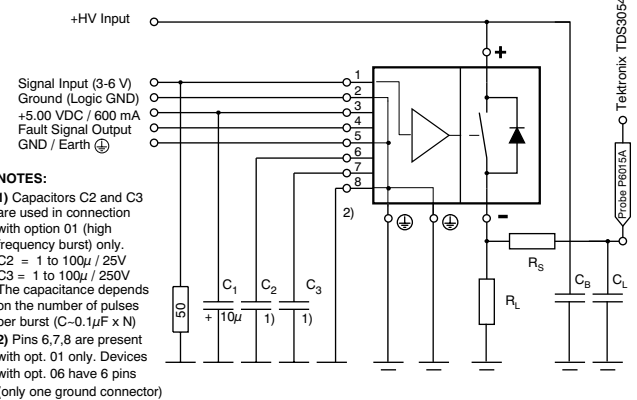 +HV Input
Tektronix TDS3054
Probe P6015A
Signal Input (3-6 V)
Ground (Logic GND)
+5.00 VDC / 600 mA
Fault Signal Output
GND / Earth
1
2
3
4
5
6
7
8
2)
+
-
NOTES:
1) Capacitors C2 and C3
are used in connection
with option 01 (high
frequency burst) only.
C2 = 1 to 100µ / 25V
C3 = 1 to 100µ / 250V
The capacitance depends
on the number of pulses
per burst (C~0.1µF x N)
2) Pins 6,7,8 are present
with opt. 01 only. Devices
with opt. 06 have 6 pins
(only one ground connector)
50
C1
+ 10µ
C2
1)
C3
1)
RS
RL
CB
CL